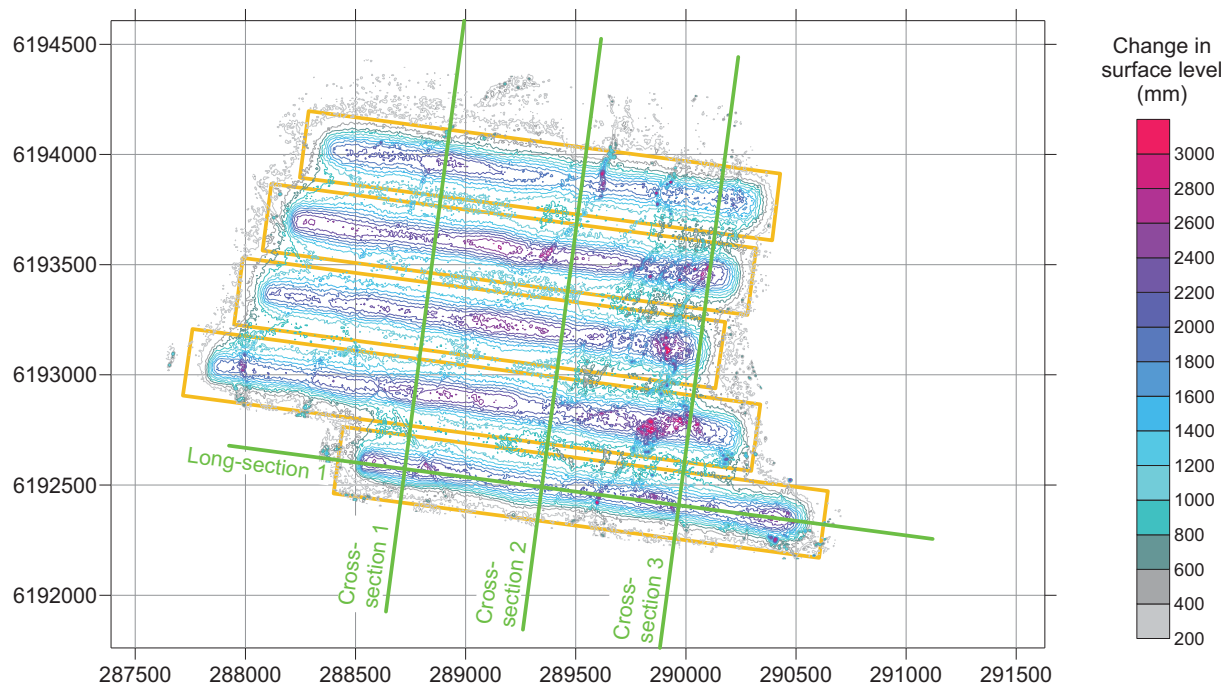 6194500
6194000
6193500
6193000
6192500
6192000
287500 288000 288500 289000 289500 290000 290500 291000 291500
Long-section 1
Cross-
section 1
Cross-
section 2
Cross-
section 3
Change in
surface level
(mm)
3000
2800
2600
2400
2200
2000
1800
1600
1400
1200
1000
800
600
400
200